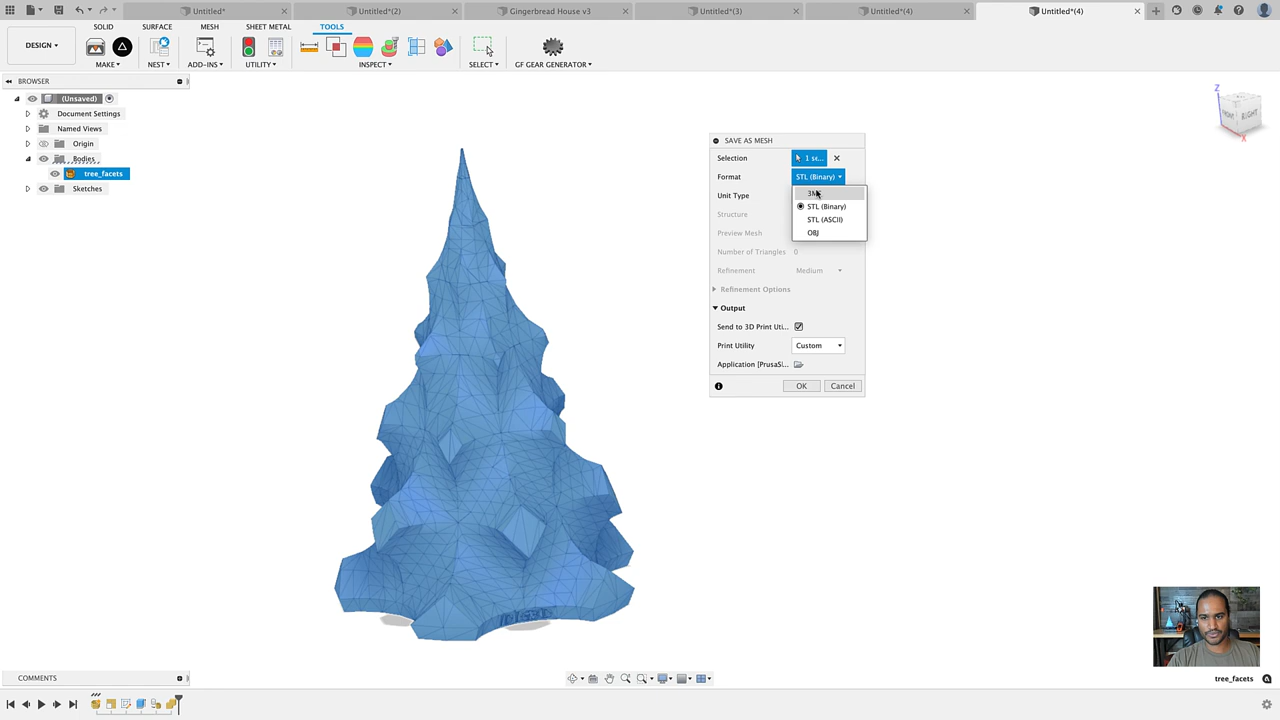 Untitled* Untitled*(2) Gingerbread House v3 Untitled*(3) Untitled*(4) Untitled*(4)
SOLID SURFACE MESH SHEET METAL TOOLS
DESIGN
MAKE NEST ADD-INS UTILITY INSPECT SELECT GF GEAR GENERATOR
BROWSER
(Unsaved)
Document Settings
Named Views
Origin
Bodies
tree_facets
Sketches
Z
RIGHT
X
SAVE AS MESH
Selection 1 se...
Format STL (Binary)
STL (Binary)
STL (ASCII)
OBJ
Unit Type
Structure
Preview Mesh
Number of Triangles 0
Refinement Medium
Refinement Options
Output
Send to 3D Print Uti...
Print Utility Custom
Application [PrusaSl...
OK Cancel
COMMENTS
tree_facets